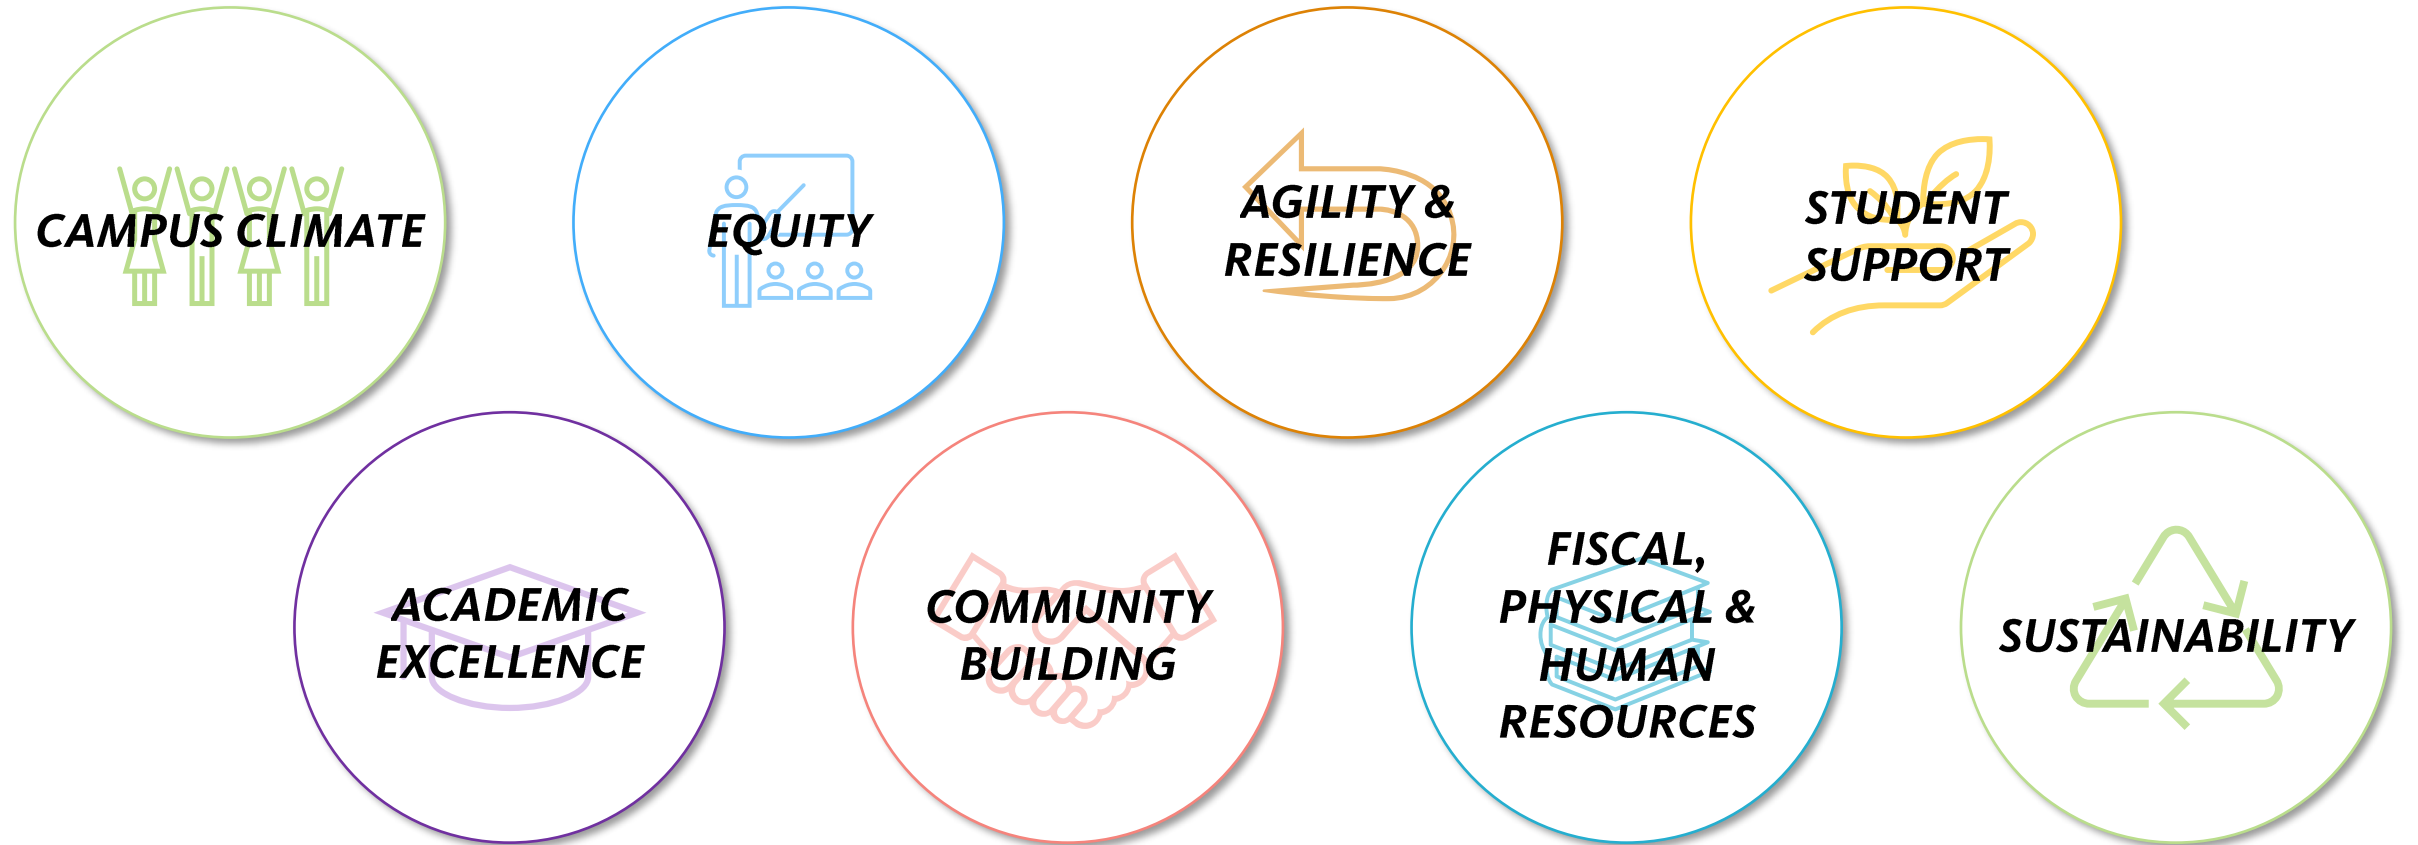 CAMPUS CLIMATE
EQUITY
AGILITY &
RESILIENCE
STUDENT
SUPPORT
ACADEMIC
EXCELLENCE
COMMUNITY
BUILDING
FISCAL,
PHYSICAL &
HUMAN
RESOURCES
SUSTAINABILITY